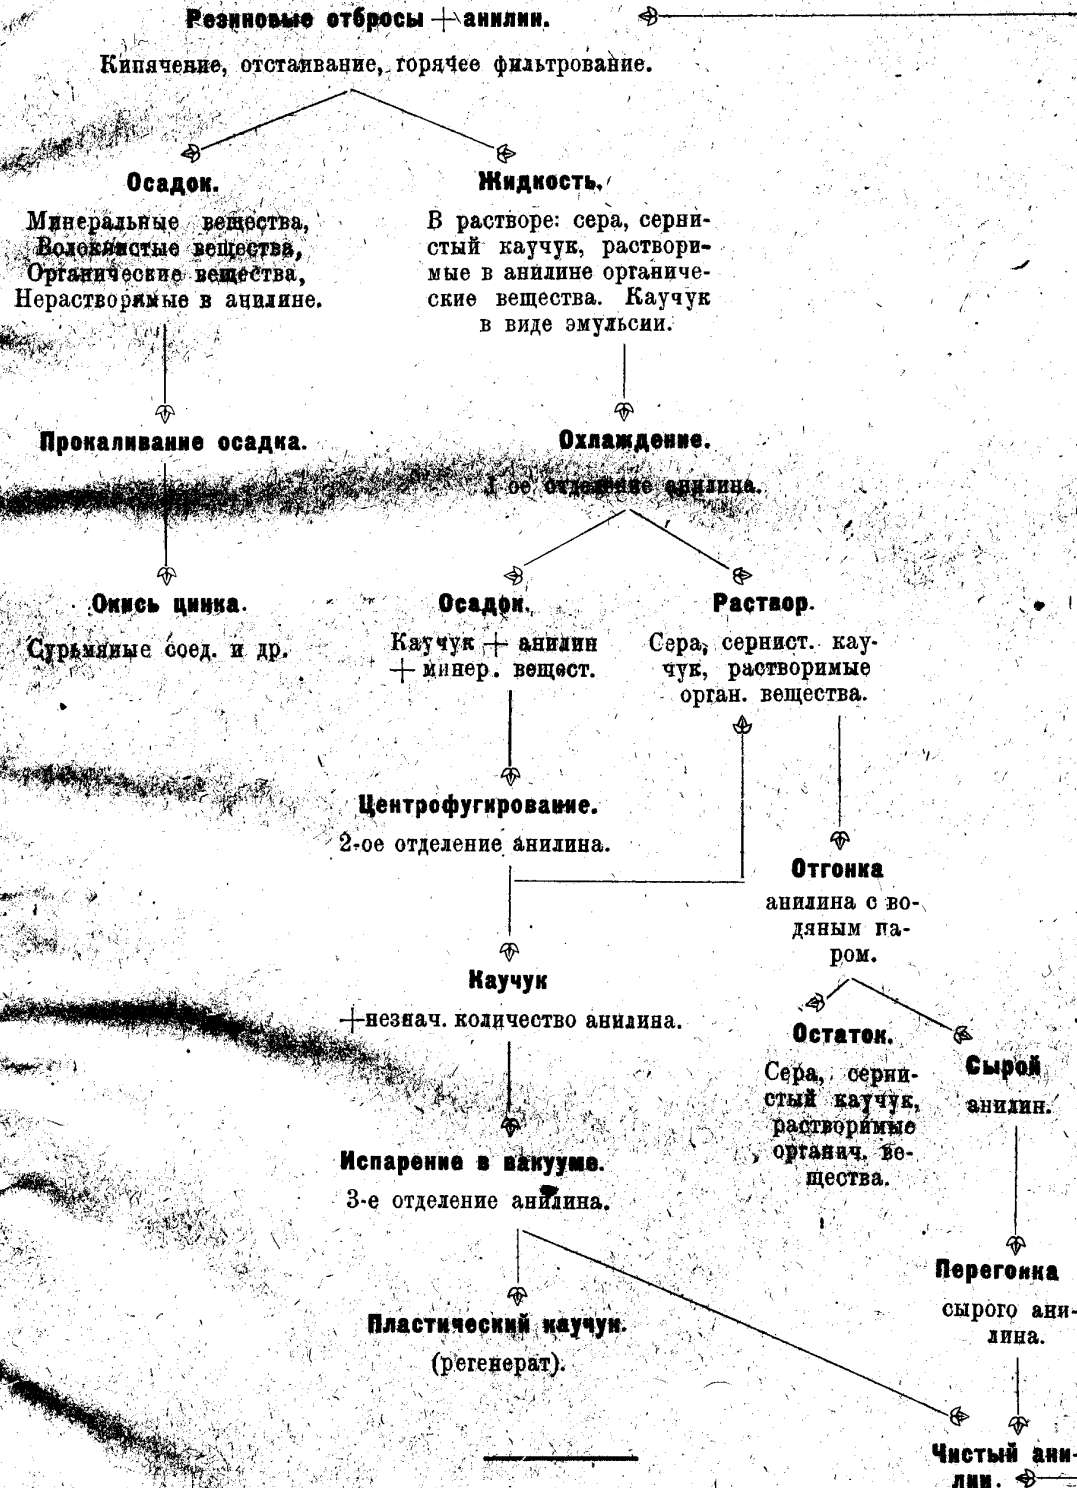 Резиновые отбросы + анилин.
Кипячение, отстаивание, горячее фильтрование.
Осадок.
Минеральные вещества,
Волокнистые вещества,
Органические вещества,
Нерастворимые в анилине.
Жидкость.
В растворе: сера, серни-
стый каучук, раствори-
мые в анилине органиче-
ские вещества. Каучук
в виде эмульсии.
Прокаливание осадка.
Охлаждение.
1 ое отделение анилина.
Окись цинка.
Сурьмяные соед. и др.
Осадок.
Каучук + анилин
+ минер. вещест.
Раствор.
Сера, сернист. кау-
чук, растворимые
орган. вещества.
Центрофугирование.
2-ое отделение анилина.
Отгонка
анилина с во-
дяным па-
ром.
Каучук
+ незнач. количество анилина.
Остаток.
Сера, серни-
стый каучук,
растворимые
органич. ве-
щества.
Сырой
анилин.
Испарение в вакууме.
3-е отделение анилина.
Перегонка
сырого ани-
лина.
Пластический каучук.
(регенерат).
Чистый ани-
лин.